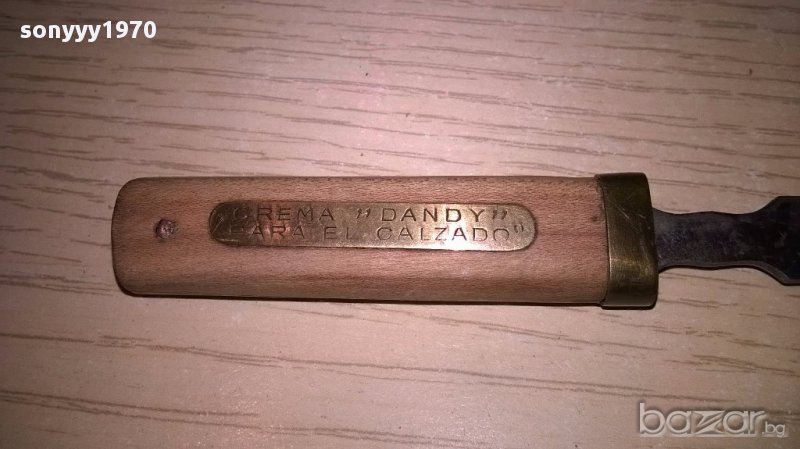 sonyyy1970
CREMA "DANDY"
PARA EL CALZADO"
bazar.bg